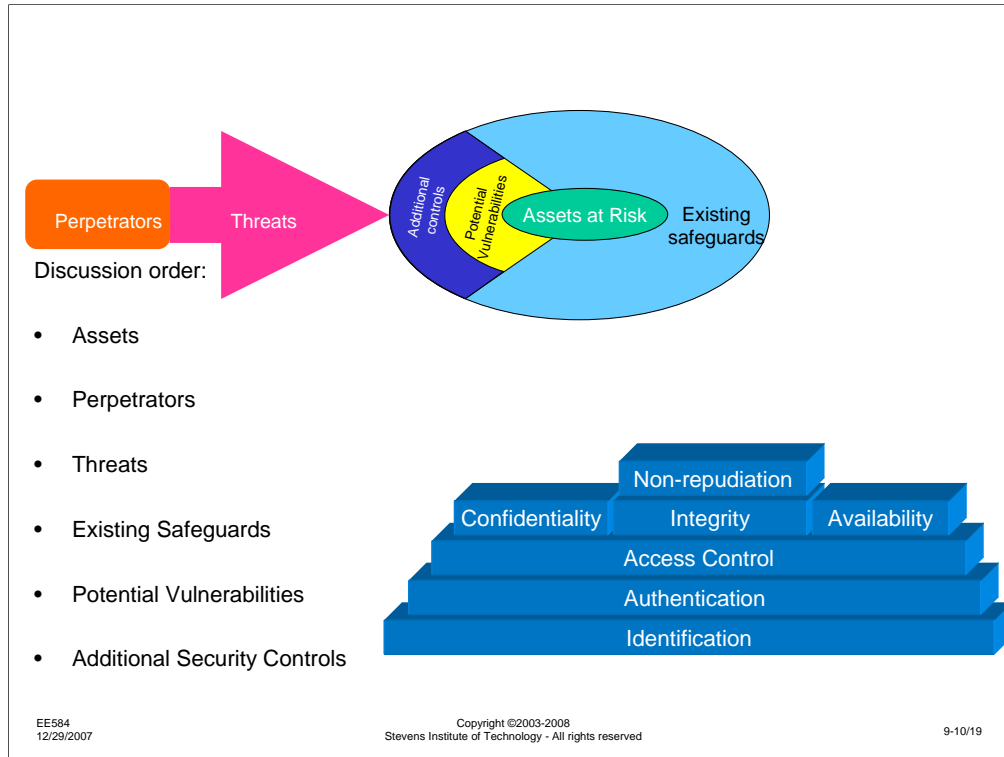 Perpetrators
Threats
Additional
controls
Potential
Vulnerabilities
Assets at Risk
Existing
safeguards
Discussion order:
• Assets
• Perpetrators
• Threats
• Existing Safeguards
• Potential Vulnerabilities
• Additional Security Controls
Non-repudiation
Confidentiality
Integrity
Availability
Access Control
Authentication
Identification
EE584
12/29/2007
Copyright ©2003-2008
Stevens Institute of Technology - All rights reserved
9-10/19